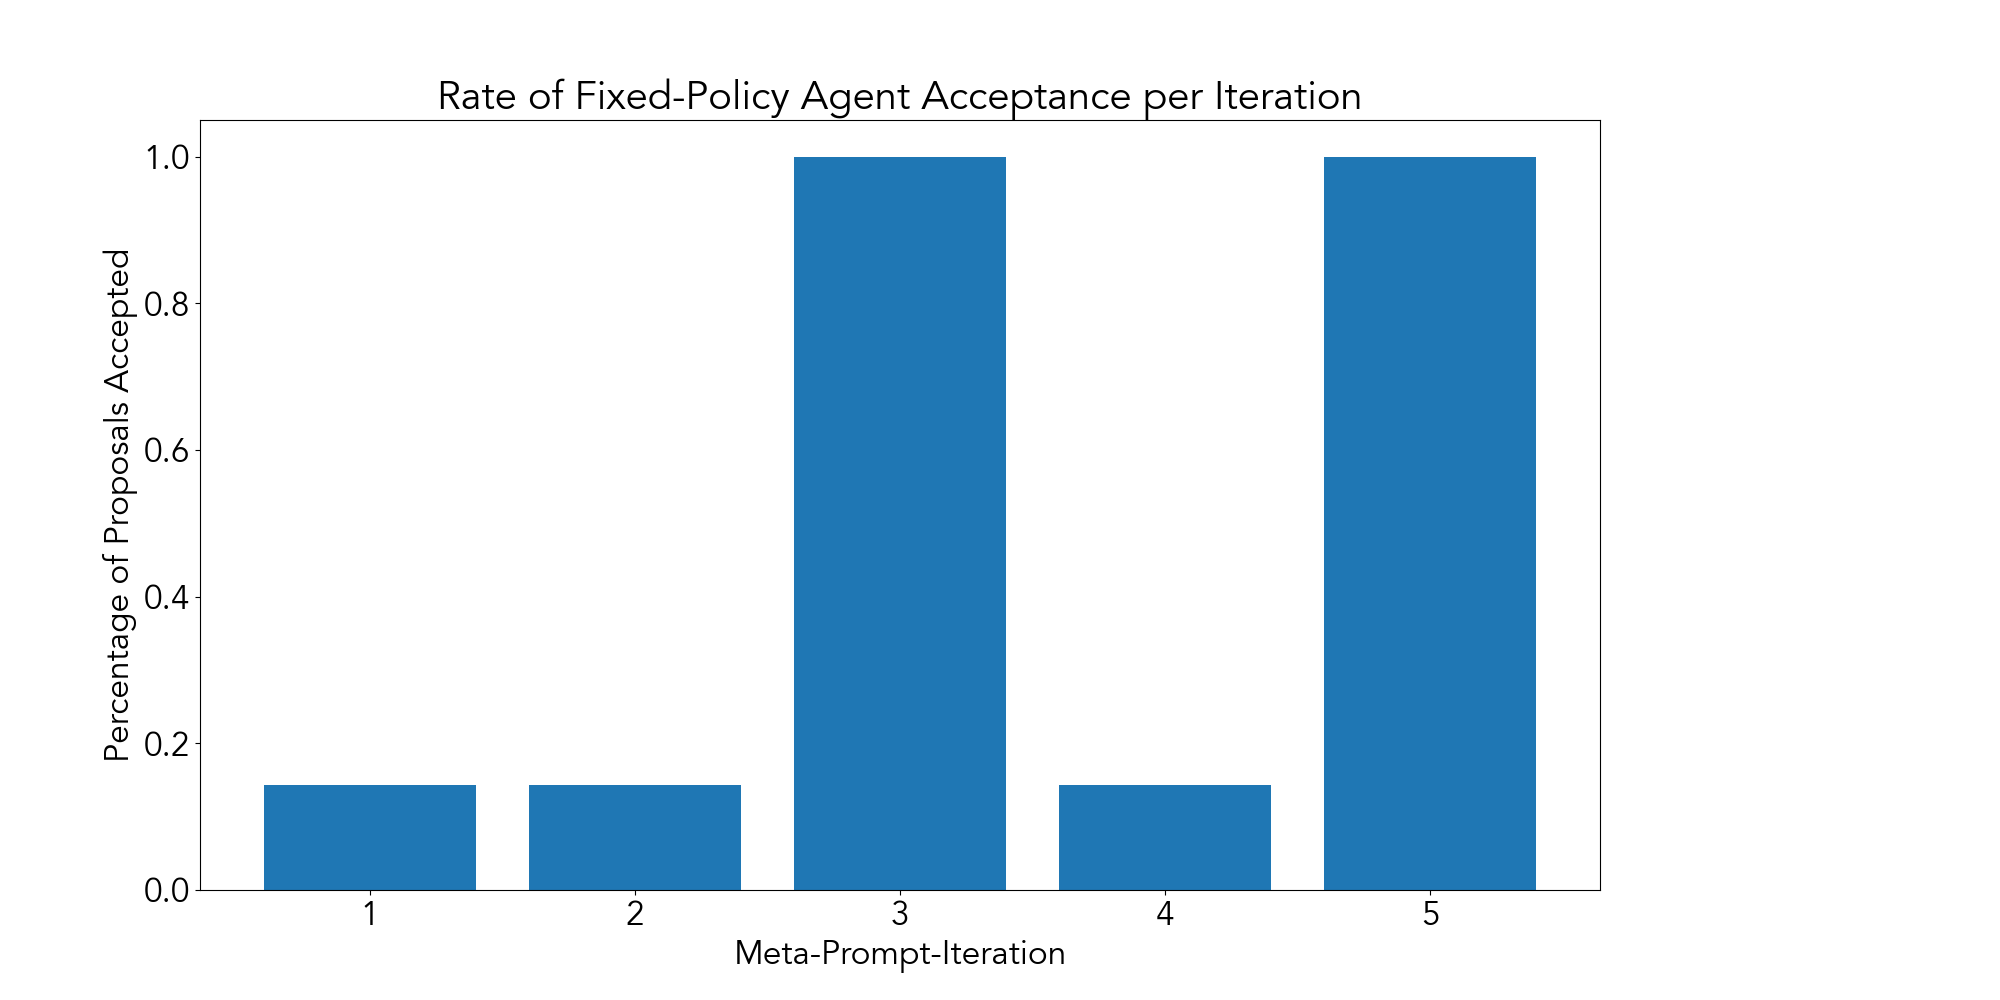 Rate of Fixed-Policy Agent Acceptance per Iteration
Percentage of Proposals Accepted
1.0
0.8
0.6
0.4
0.2
0.0
1 2 3 4 5
Meta-Prompt-Iteration